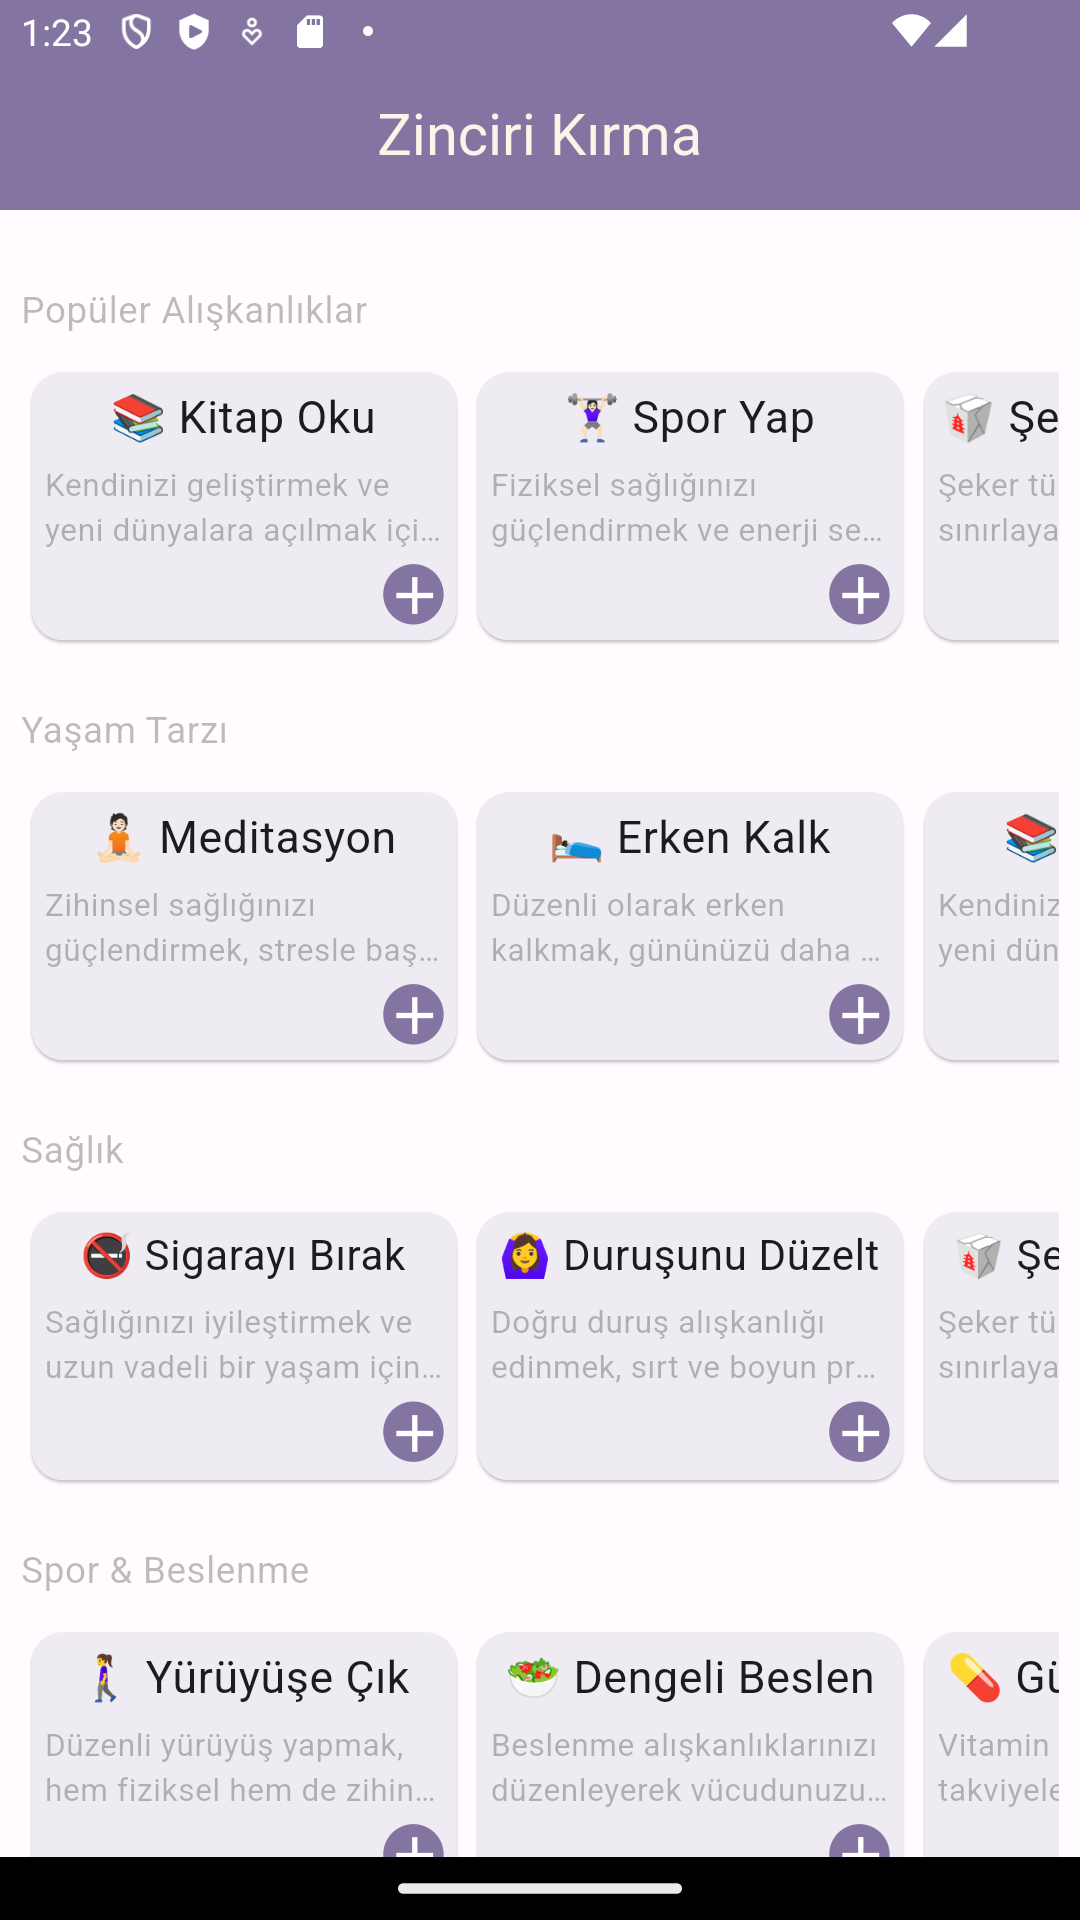 1:23
Zinciri Kırma
Popüler Alışkanlıklar
📚 Kitap Oku
Kendinizi geliştirmek ve
yeni dünyalara açılmak içi...
🏋🏻‍♀️ Spor Yap
Fiziksel sağlığınızı
güçlendirmek ve enerji se...
Şe
Şeker tü
sınırlaya
Yaşam Tarzı
Meditasyon
Zihinsel sağlığınızı
güçlendirmek, stresle baş...
Erken Kalk
Düzenli olarak erken
kalkmak, gününüzü daha ...
Kendiniz
yeni dün
Sağlık
Sigarayı Bırak
Sağlığınızı iyileştirmek ve
uzun vadeli bir yaşam için...
Duruşunu Düzelt
Doğru duruş alışkanlığı
edinmek, sırt ve boyun pr...
Şe
Şeker tü
sınırlaya
Spor & Beslenme
Yürüyüşe Çık
Düzenli yürüyüş yapmak,
hem fiziksel hem de zihin...
Dengeli Beslen
Beslenme alışkanlıklarınızı
düzenleyerek vücudunuzu...
Gü
Vitamin
takviyele